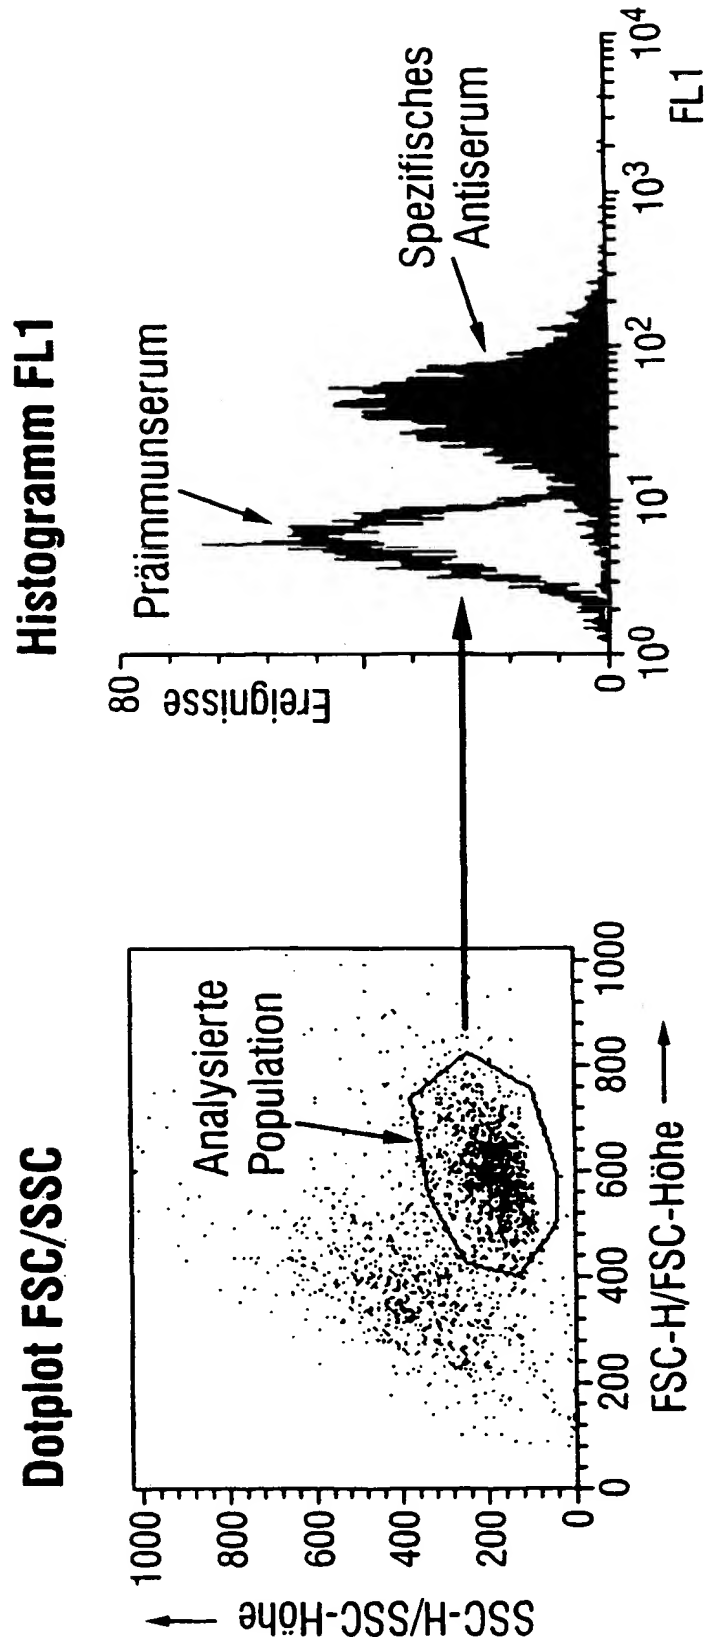 Dotplot FSC/SSC
1000
800
600
400
200
0
SSC-H/SSC-Höhe
Analysierte
Population
0
200
400
600
800
1000
FSC-H/FSC-Höhe
Histogramm FL1
80
Ereignisse
0
Präimmunserum
Spezifisches
Antiserum
10⁰
10¹
10²
10³
10⁴
FL1